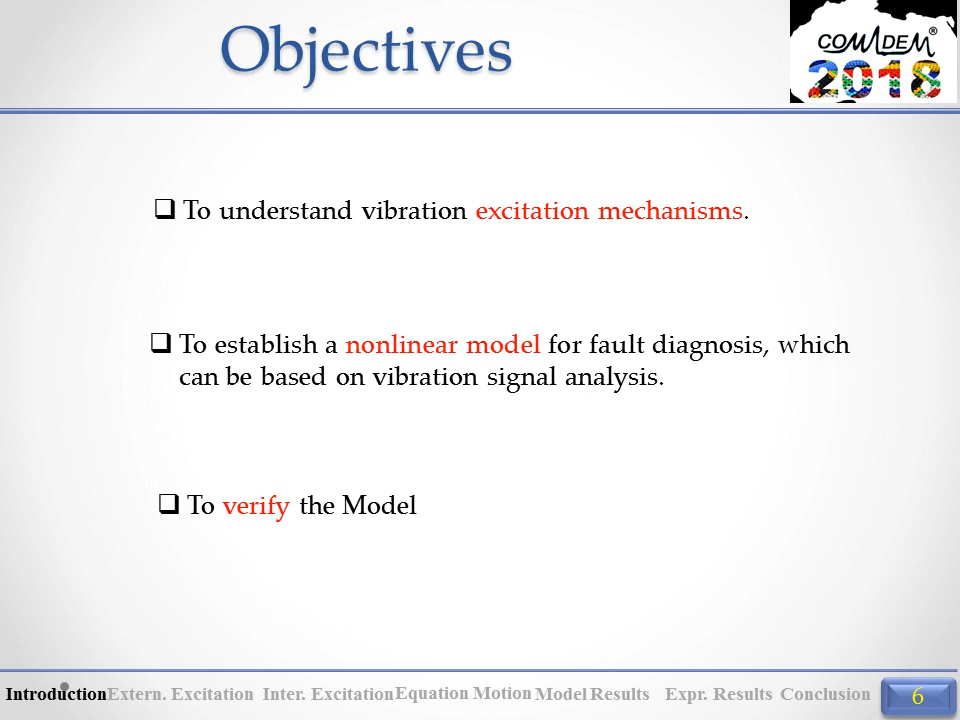 Objectives
COMADEM®
2018
❑ To understand vibration excitation mechanisms.
❑ To establish a nonlinear model for fault diagnosis, which
can be based on vibration signal analysis.
❑ To verify the Model
Introduction Extern. Excitation Inter. Excitation Equation Motion Model Results Expr. Results Conclusion 6